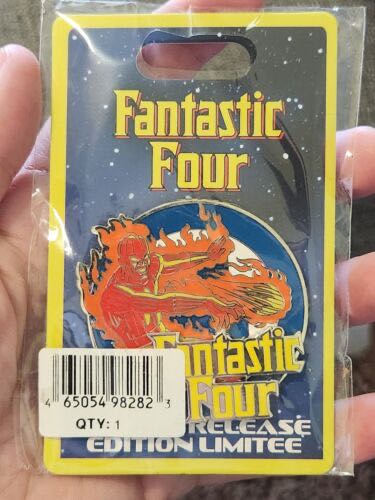 Fantastic
Four
Fantastic
Four
RELEASE
EDITION LIMITEE
4 65054 98282 3
QTY: 1